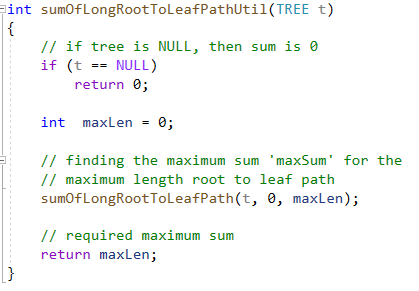 int sumOfLongRootToLeafPathUtil(TREE t)
{
    // if tree is NULL, then sum is 0
    if (t == NULL)
        return 0;

    int  maxLen = 0;

    // finding the maximum sum 'maxSum' for the
    // maximum length root to leaf path
    sumOfLongRootToLeafPath(t, 0, maxLen);

    // required maximum sum
    return maxLen;
}